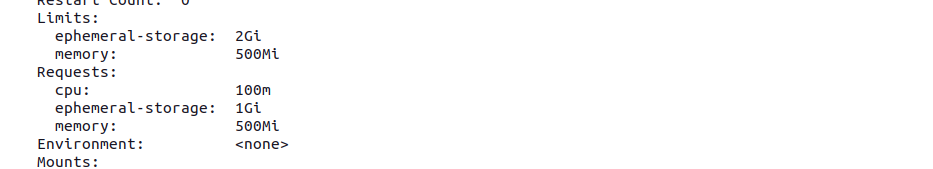 Restart Count:  0
Limits:
  ephemeral-storage:  2Gi
  memory:             500Mi
Requests:
  cpu:                100m
  ephemeral-storage:  1Gi
  memory:             500Mi
Environment:          <none>
Mounts: